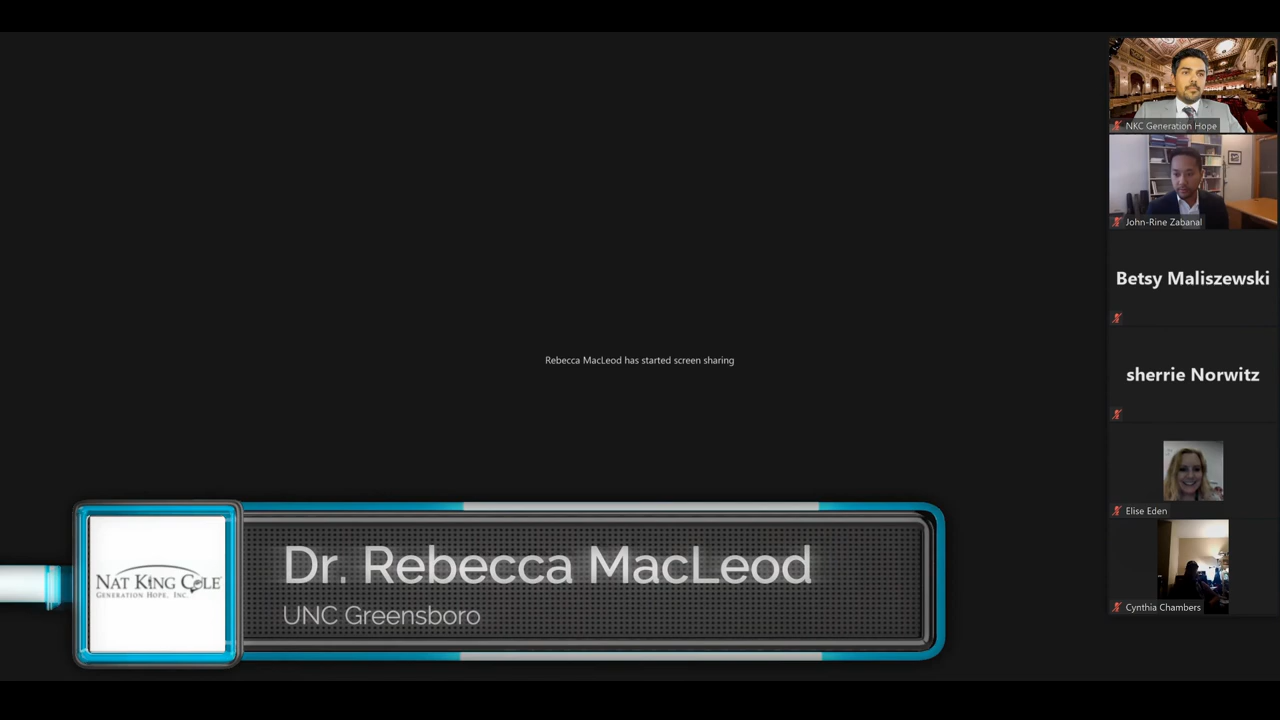 NKC Generation Hope
John-Rine Zabanal
Betsy Maliszewski
sherrie Norwitz
Elise Eden
Cynthia Chambers
Rebecca MacLeod has started screen sharing
NAT KING COLE
GENERATION HOPE, INC.
Dr. Rebecca MacLeod
UNC Greensboro